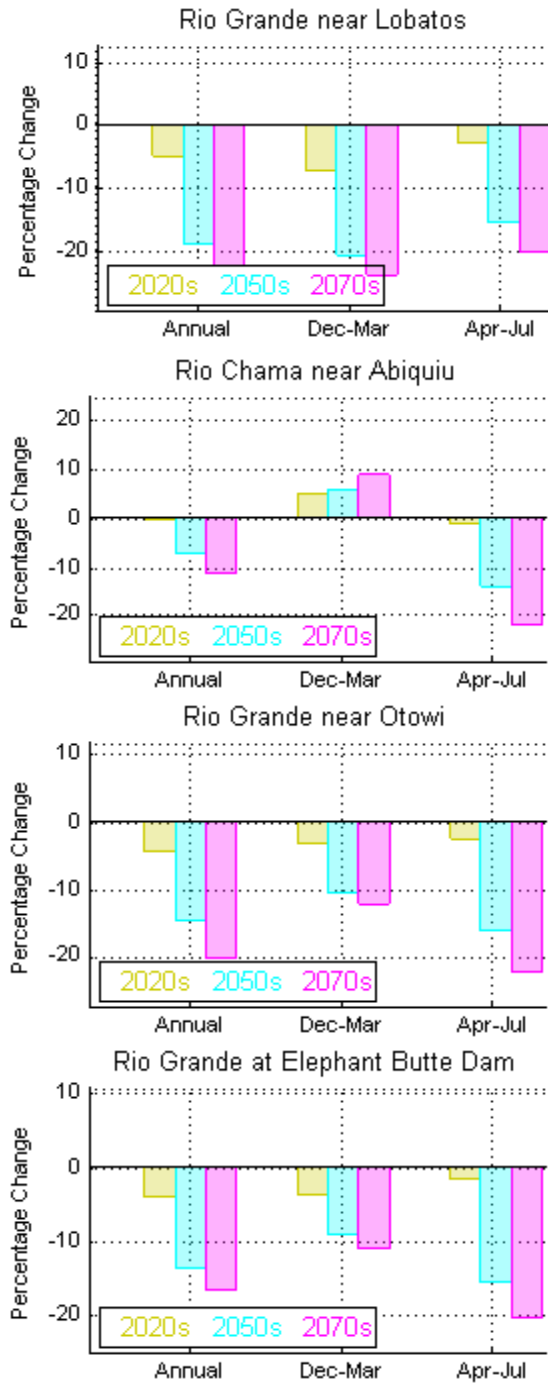 Rio Grande near Lobatos
10
0
-10
-20
Percentage Change
2020s 2050s 2070s
Annual Dec-Mar Apr-Jul
Rio Chama near Abiquiu
20
10
0
-10
-20
Percentage Change
2020s 2050s 2070s
Annual Dec-Mar Apr-Jul
Rio Grande near Otowi
10
0
-10
-20
Percentage Change
2020s 2050s 2070s
Annual Dec-Mar Apr-Jul
Rio Grande at Elephant Butte Dam
10
0
-10
-20
Percentage Change
2020s 2050s 2070s
Annual Dec-Mar Apr-Jul